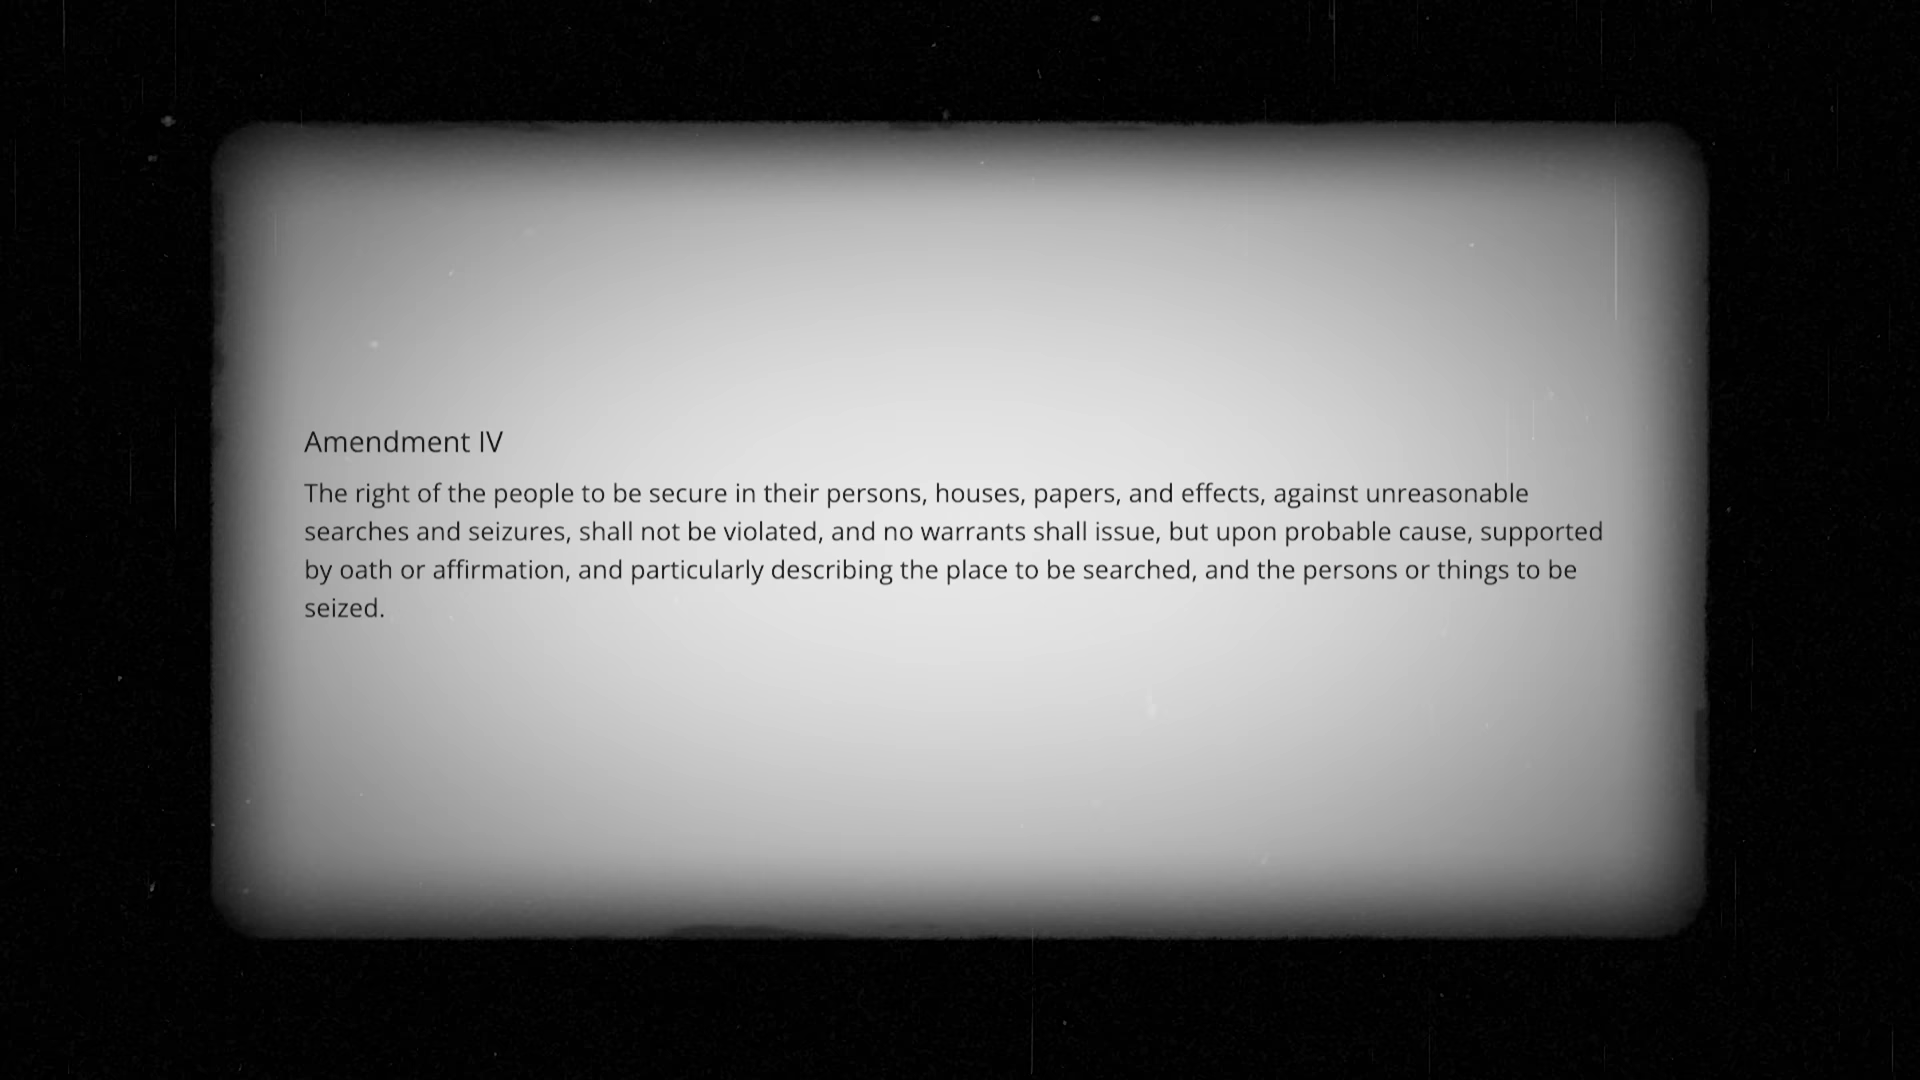 Amendment IV
The right of the people to be secure in their persons, houses, papers, and effects, against unreasonable
searches and seizures, shall not be violated, and no warrants shall issue, but upon probable cause, supported
by oath or affirmation, and particularly describing the place to be searched, and the persons or things to be
seized.